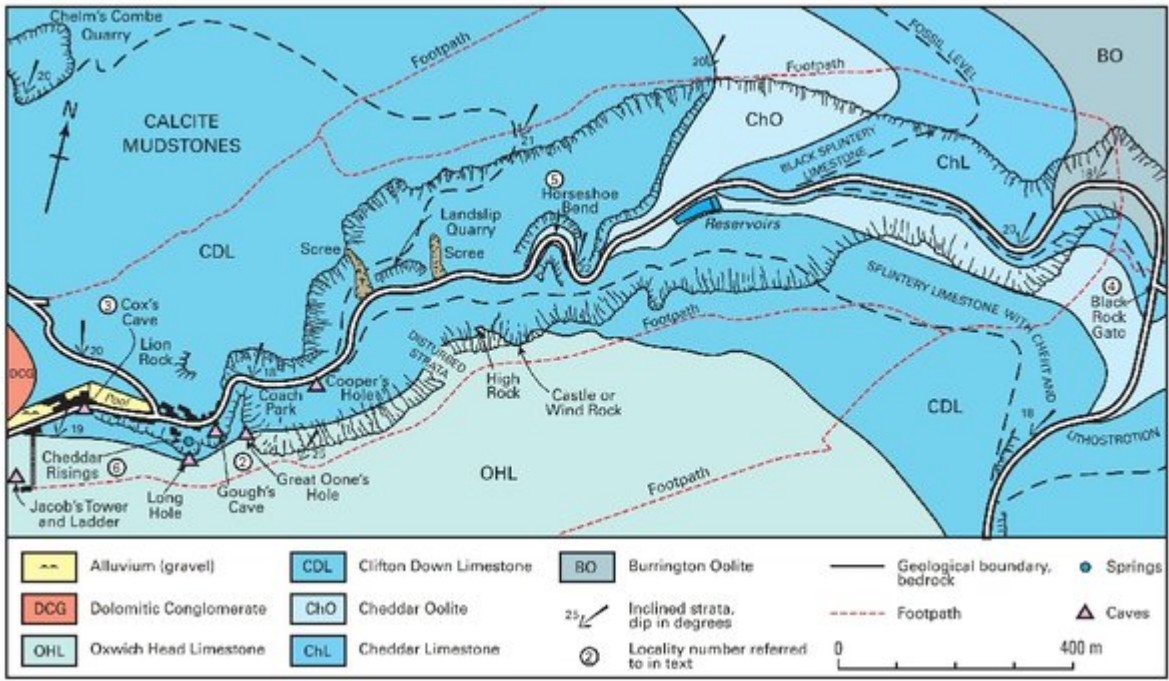 Chelm's Combe
Quarry
20
N
CALCITE
MUDSTONES
Footpath
20
Footpath
FOSSIL LEVEL
BO
21
ChO
BLACK SPLINTERY
LIMESTONE
ChL
18
5
Horseshoe
Bend
Landslip
Quarry
Scree
Scree
CDL
Reservoirs
20
SPLINTERY LIMESTONE WITH CHERT AND
LITHOSTROTION
4
Black
Rock
Gate
3
Cox's
Cave
Lion
Rock
20
DCG
Pool
18
Coach
Park
Cooper's
Hole
DISTURBED
STRATA
High
Rock
Castle or
Wind Rock
Footpath
CDL
18
19
Cheddar
Risings
6
2
23
Great Oone's
Hole
Gough's
Cave
Long
Hole
Jacob's Tower
and Ladder
OHL
Footpath
Alluvium (gravel)
DCG
Dolomitic Conglomerate
OHL
Oxwich Head Limestone
CDL
Clifton Down Limestone
ChO
Cheddar Oolite
ChL
Cheddar Limestone
BO
Burrington Oolite
25
Inclined strata,
dip in degrees
2
Locality number referred
to in text
Geological boundary,
bedrock
Footpath
0
400 m
Springs
Caves